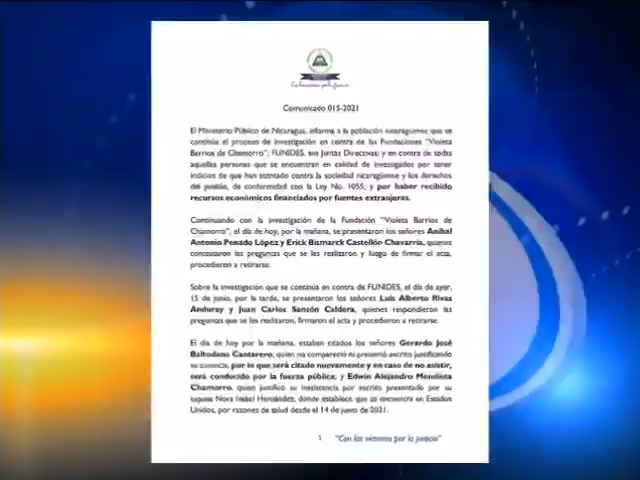 Comunicado 015-2021
El Ministerio Público de Nicaragua, informa a la población nicaragüense que se
continúa el proceso de investigación en contra de las Fundaciones "Violeta
Barrios de Chamorro"; FUNIDES, sus Juntas Directivas; y en contra de todas
aquellas personas que se encuentran en calidad de investigados por tener
indicios de que han atentado contra la sociedad nicaragüense y los derechos
del pueblo, de conformidad con la Ley No. 1055; y por haber recibido
recursos económicos financiados por fuentes extranjeras.
Continuando con la investigación de la Fundación "Violeta Barrios de
Chamorro", el día de hoy, por la mañana, se presentaron los señores Aníbal
Antonio Penado López y Erick Bismarck Castellón Chavarría, quienes
contestaron las preguntas que se les realizaron y luego de firmar el acta,
procedieron a retirarse.
Sobre la investigación que se continúa en contra de FUNIDES, el día de ayer,
15 de junio, por la tarde, se presentaron los señores Luis Alberto Rivas
Anduray y Juan Carlos Sansón Caldera, quienes respondieron las
preguntas que se les realizaron, firmaron el acta y procedieron a retirarse.
El día de hoy por la mañana, estaban citados los señores Gerardo José
Baltodano Cantarero, quien no compareció ni presentó escrito justificando
su ausencia, por lo que será citado nuevamente y en caso de no asistir,
será conducido por la fuerza pública; y Edwin Alejandro Mendieta
Chamorro, quien justificó su inasistencia por escrito presentado por su
esposa Nova Isabel Hernández, donde establece que se encuentra en Estados
Unidos, por razones de salud desde el 14 de junio de 2021.
1 "Con las víctimas por la justicia"